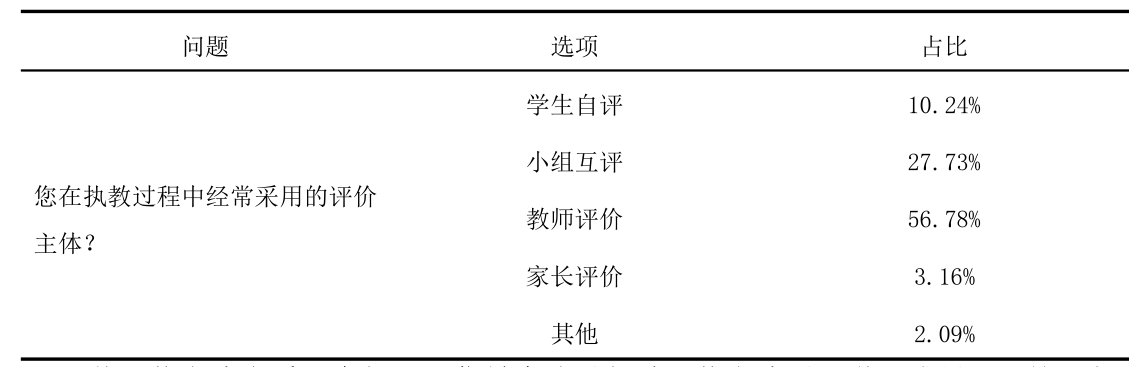 问题 选项 占比
学生自评 10.24%
小组互评 27.73%
您在执教过程中经常采用的评价
主体？
教师评价 56.78%
家长评价 3.16%
其他 2.09%